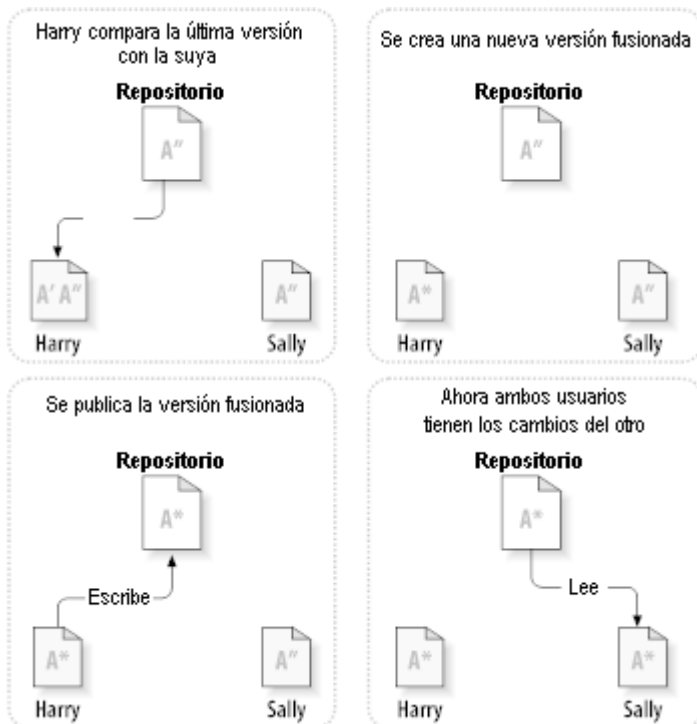 Harry compara la última versión
con la suya
Repositorio
A″
A′ A″
A″
Harry
Sally
Se crea una nueva versión fusionada
Repositorio
A″
A*
A″
Harry
Sally
Se publica la versión fusionada
Repositorio
A*
Escribe
A*
A″
Harry
Sally
Ahora ambos usuarios
tienen los cambios del otro
Repositorio
A*
Lee
A*
A*
Harry
Sally